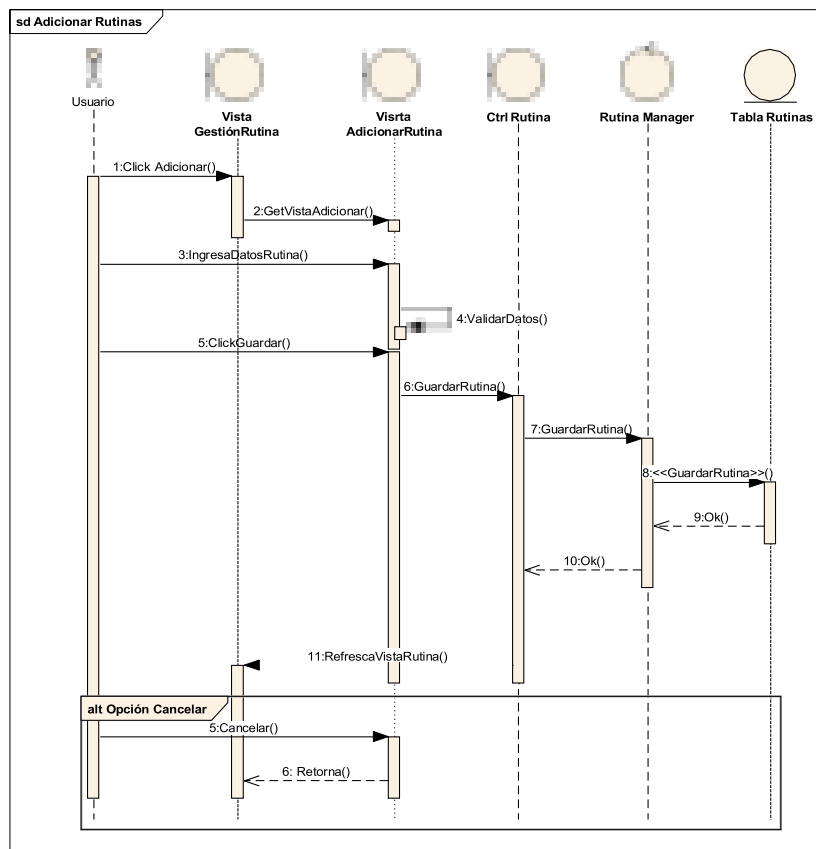 sd Adicionar Rutinas
Usuario
Vista
GestiónRutina
Visrta
AdicionarRutina
Ctrl Rutina
Rutina Manager
Tabla Rutinas
1:Click Adicionar()
2:GetVistaAdicionar()
3:IngresaDatosRutina()
4:ValidarDatos()
5:ClickGuardar()
6:GuardarRutina()
7:GuardarRutina()
8:<<GuardarRutina>>()
9:Ok()
10:Ok()
11:RefrescaVistaRutina()
alt Opción Cancelar
5:Cancelar()
6: Retorna()